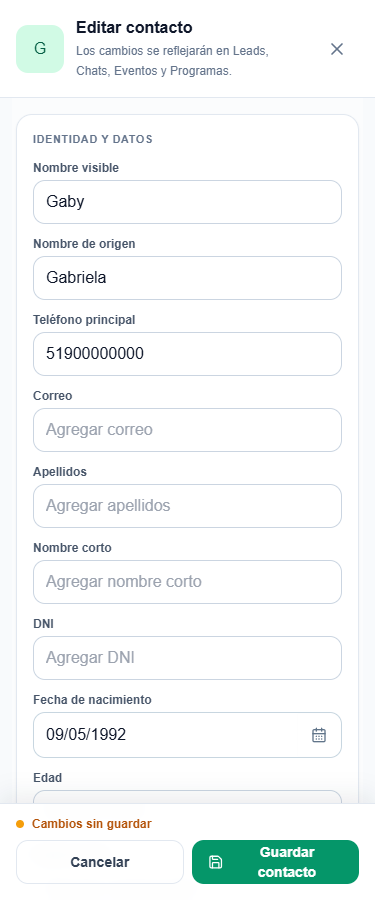 G
Editar contacto
Los cambios se reflejarán en Leads,
Chats, Eventos y Programas.
IDENTIDAD Y DATOS
Nombre visible
Gaby
Nombre de origen
Gabriela
Teléfono principal
51900000000
Correo
Agregar correo
Apellidos
Agregar apellidos
Nombre corto
Agregar nombre corto
DNI
Agregar DNI
Fecha de nacimiento
09/05/1992
Edad
Cambios sin guardar
Cancelar
Guardar
contacto